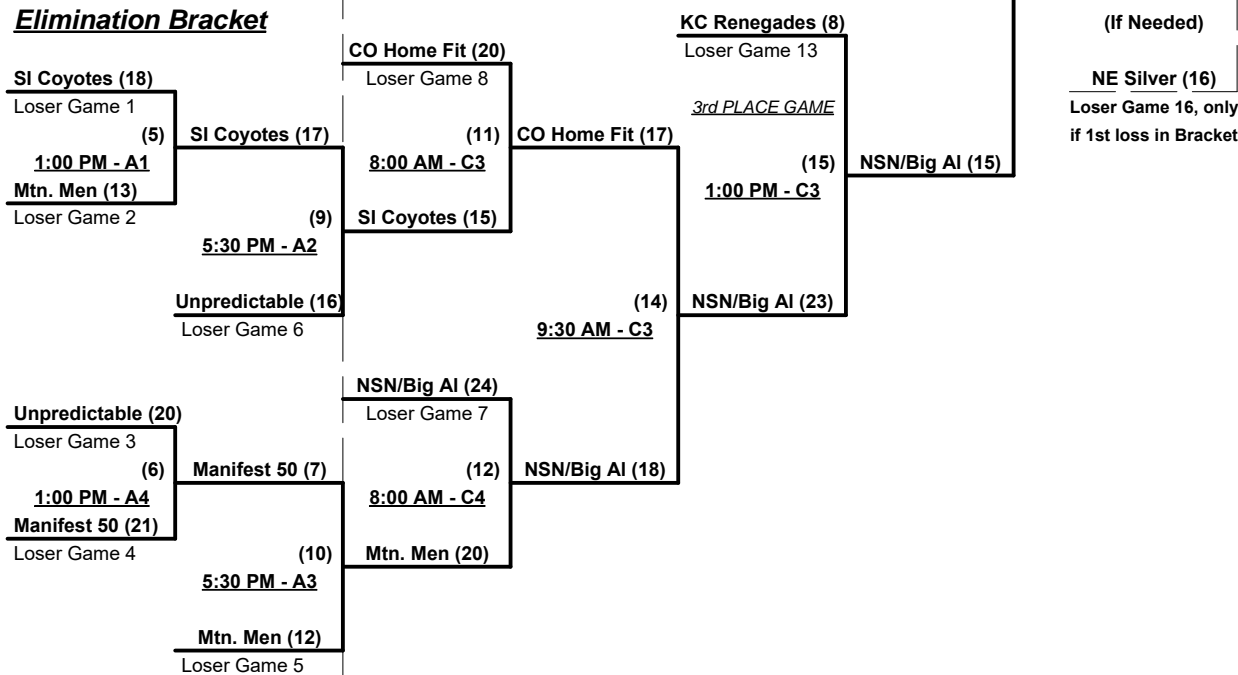 Elimination Bracket
KC Renegades (8)
(If Needed)
CO Home Fit (20)
Loser Game 13
SI Coyotes (18)
Loser Game 8
NE Silver (16)
Loser Game 1
3rd PLACE GAME
Loser Game 16, only
(5)
SI Coyotes (17)
(11)
CO Home Fit (17)
if 1st loss in Bracket
1:00 PM - A1
8:00 AM - C3
(15)
NSN/Big Al (15)
Mtn. Men (13)
1:00 PM - C3
Loser Game 2
(9)
SI Coyotes (15)
5:30 PM - A2
Unpredictable (16)
(14)
NSN/Big Al (23)
Loser Game 6
9:30 AM - C3
NSN/Big Al (24)
Unpredictable (20)
Loser Game 7
Loser Game 3
(6)
Manifest 50 (7)
(12)
NSN/Big Al (18)
1:00 PM - A4
8:00 AM - C4
Manifest 50 (21)
Loser Game 4
(10)
Mtn. Men (20)
5:30 PM - A3
Mtn. Men (12)
Loser Game 5